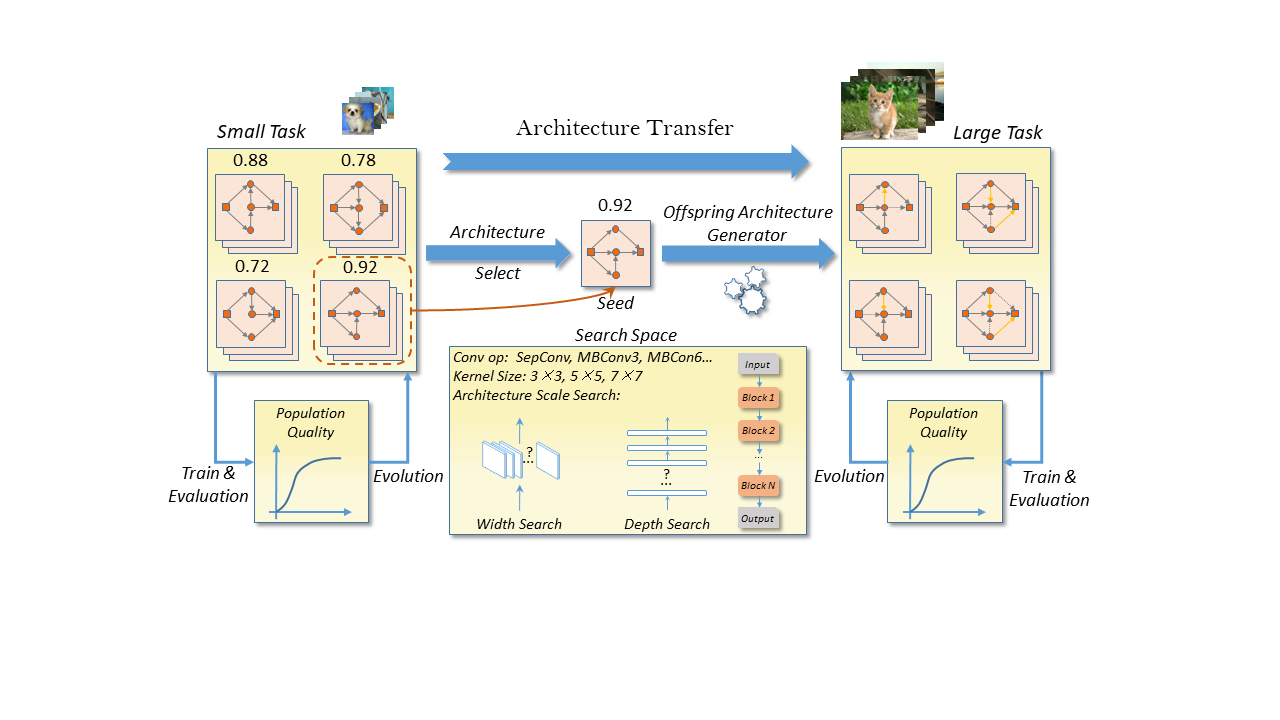 Small Task
Architecture Transfer
Large Task
0.88
0.78
0.72
0.92
Architecture
Select
0.92
Seed
Offspring Architecture
Generator
Search Space
Conv op: SepConv, MBConv3, MBCon6...
Kernel Size: 3×3, 5×5, 7×7
Architecture Scale Search:
?
...
Width Search
?
...
Depth Search
Input
Block 1
Block 2
...
Block N
Output
Population
Quality
Train &
Evaluation
Evolution
Population
Quality
Evolution
Train &
Evaluation